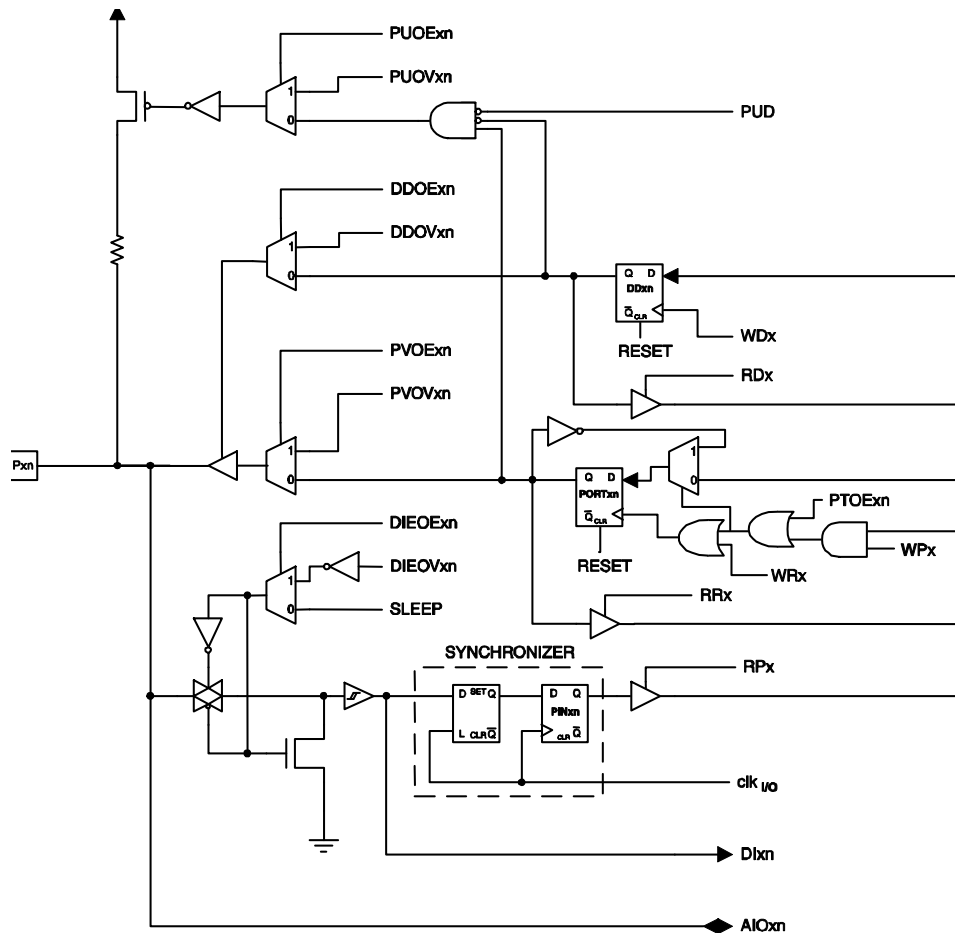 PUOExn
PUOVxn
1
0
PUD
DDOExn
DDOVxn
1
0
Q D
DDxn
Q CLR
WDx
RESET
RDx
PVOExn
PVOVxn
1
0
Pxn
1
0
Q D
PORTxn
Q CLR
PTOExn
WPx
RESET
WRx
DIEOExn
DIEOVxn
1
0
SLEEP
RRx
SYNCHRONIZER
RPx
D SET Q
L CLR Q
D Q
PINxn
CLR Q
clk I/O
DIxn
AIOxn